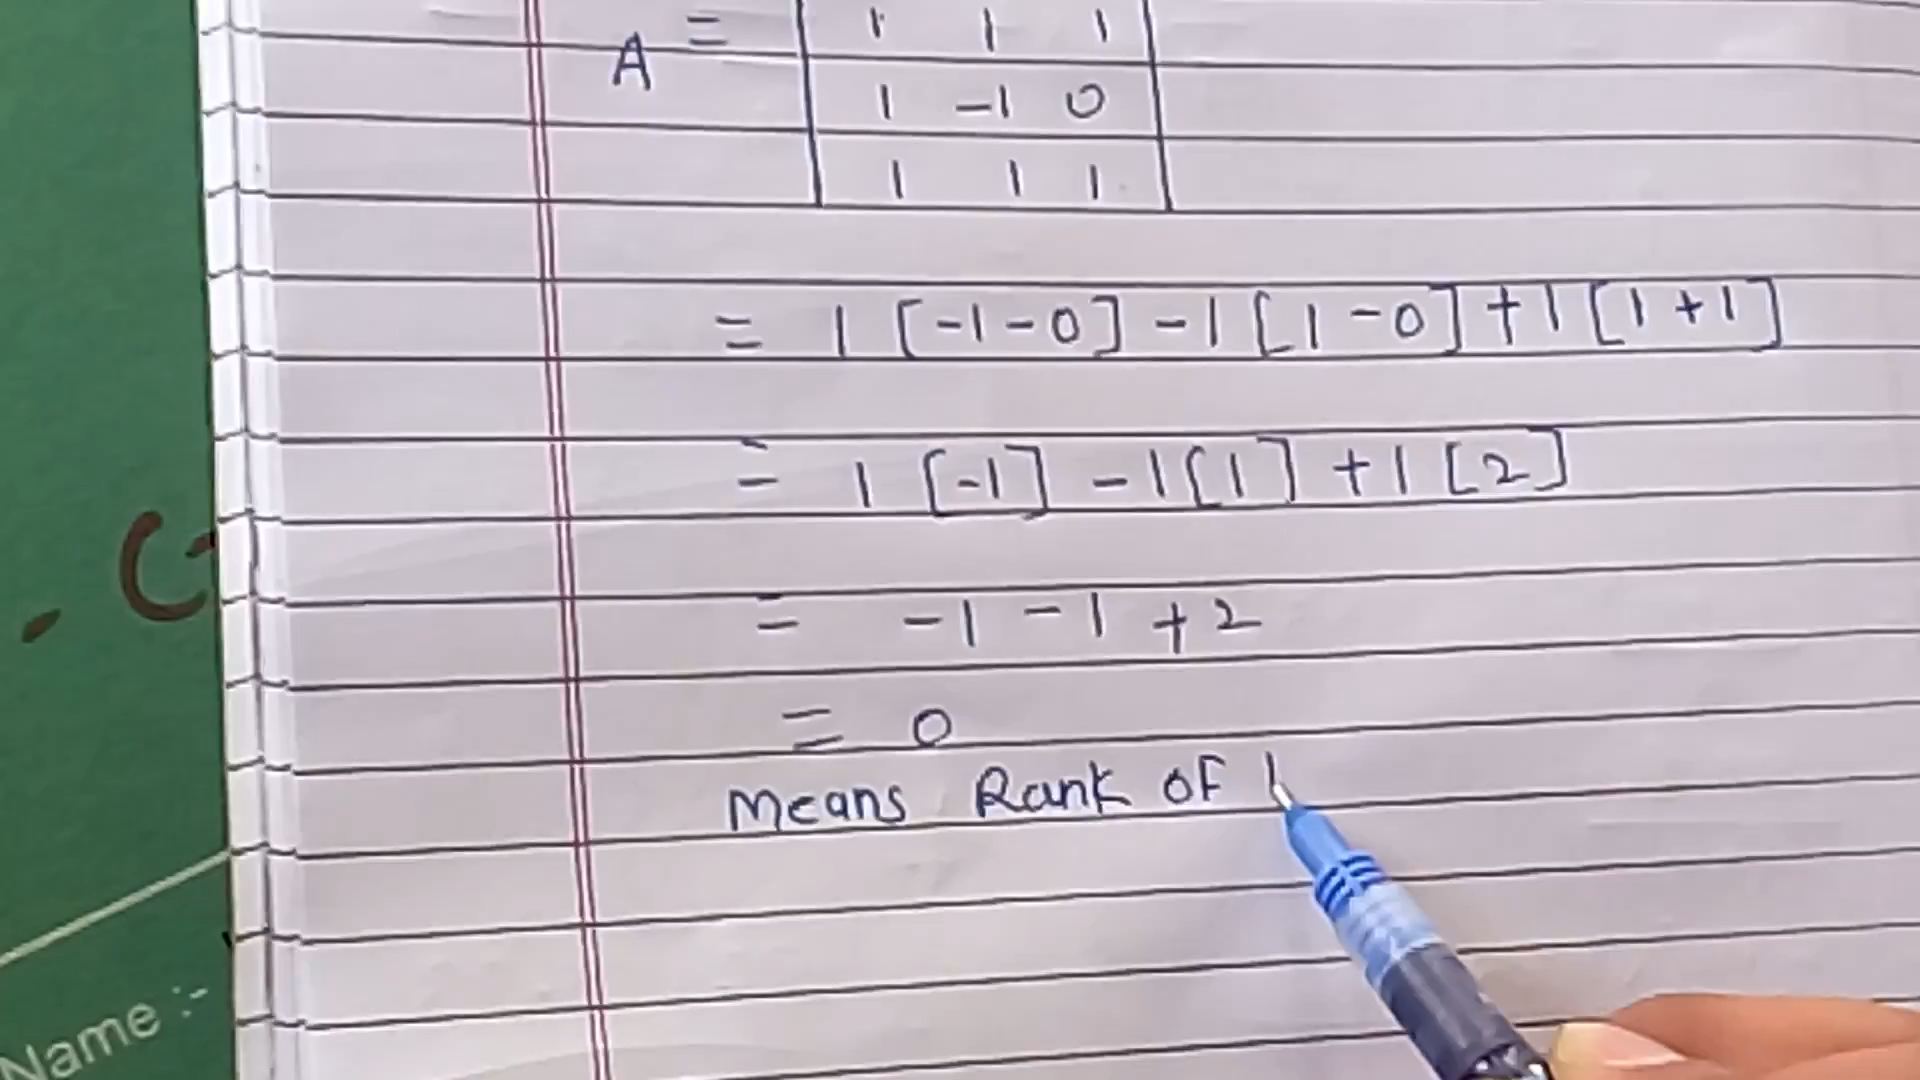 A = | 1 1 1 |
| 1 -1 0 |
| 1 1 1 |
= 1 [-1-0] -1 [1-0] +1 [1+1]
= 1 [-1] -1 [1] +1 [2]
= -1 -1 +2
= 0
Means Rank of
Name :-